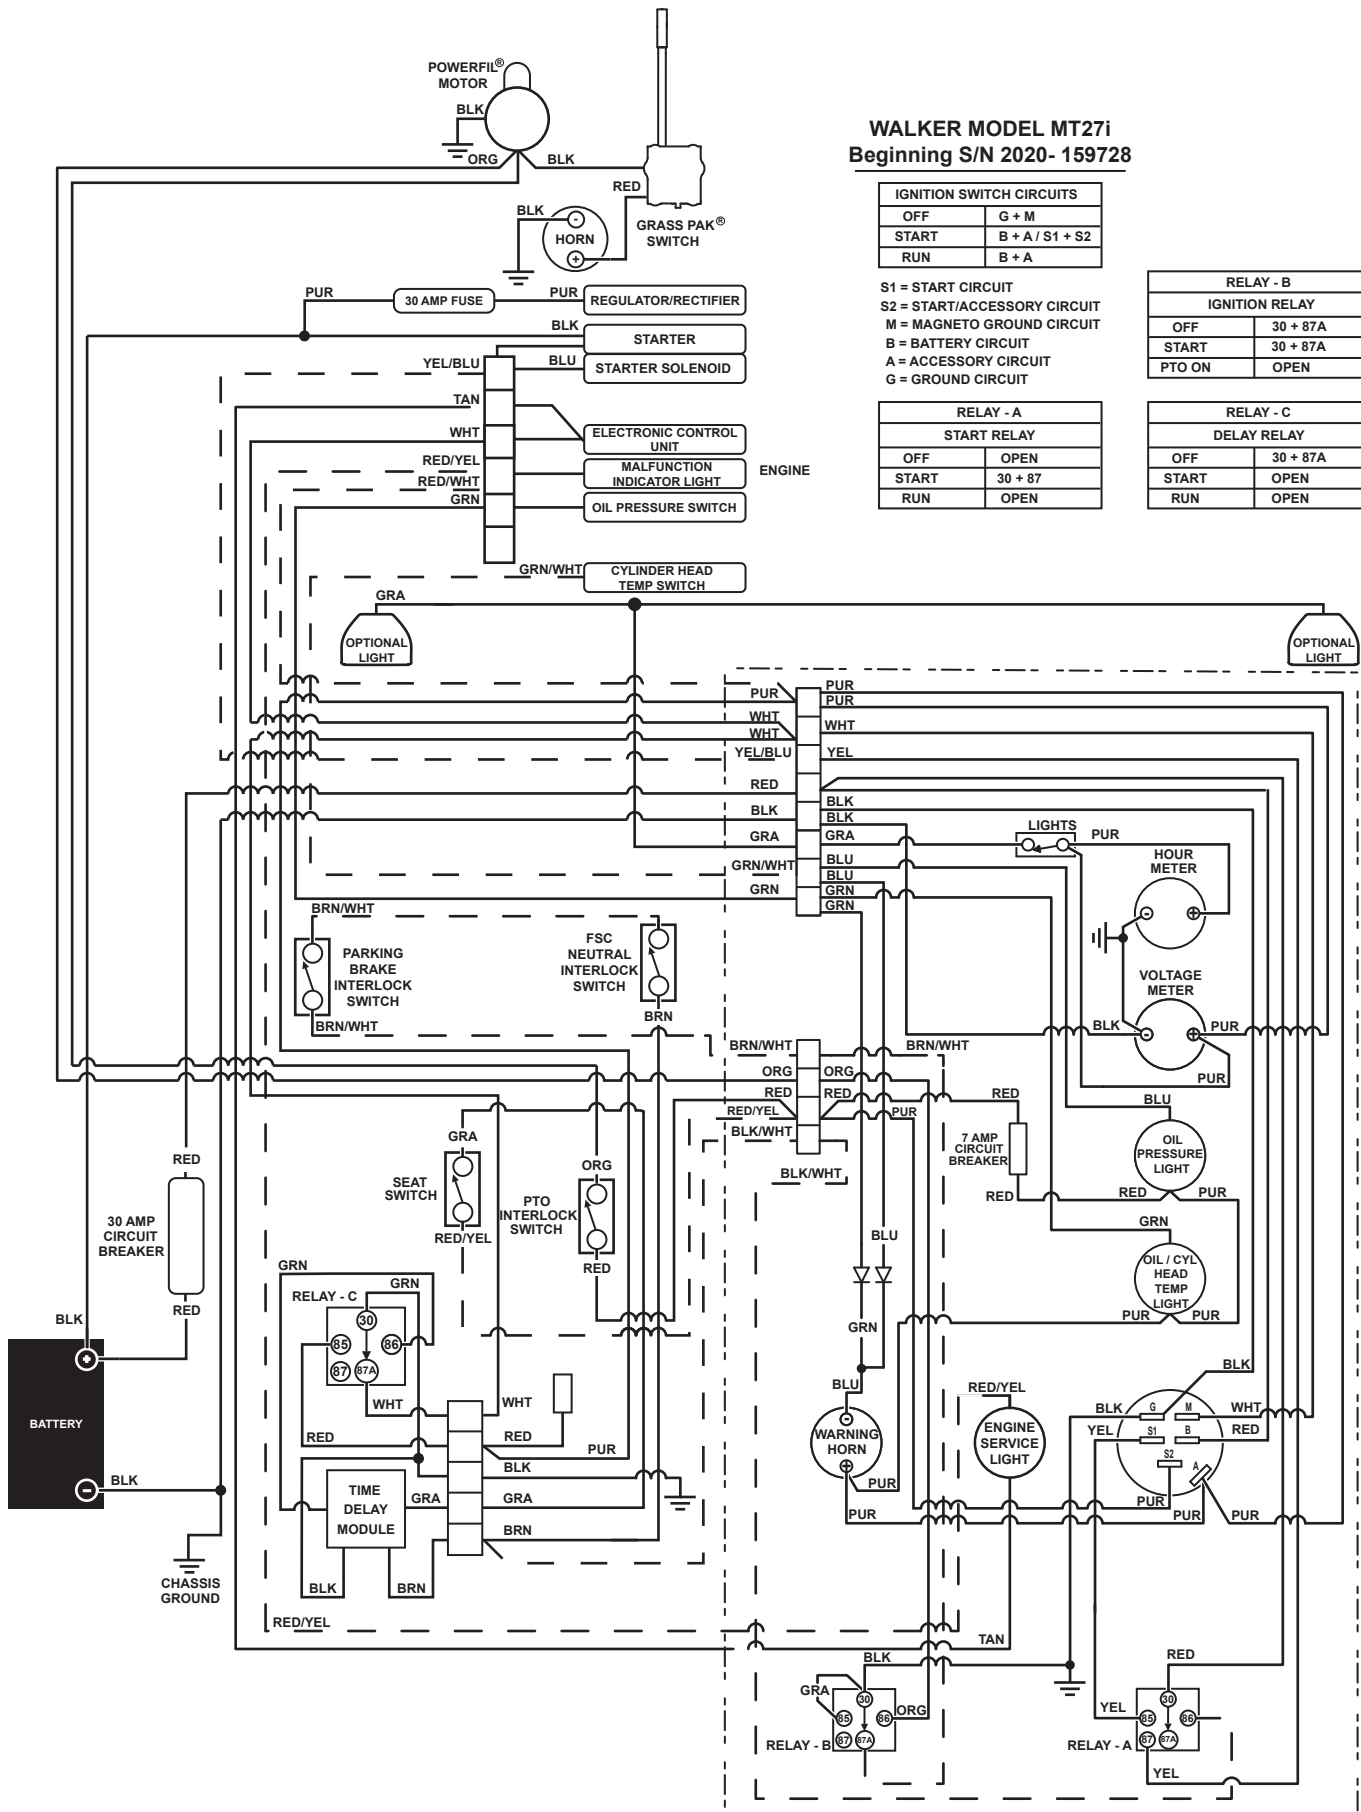 POWERFIL®
MOTOR
BLK
ORG
BLK
RED
BLK
-
HORN
+
GRASS PAK®
SWITCH
WALKER MODEL MT27i
Beginning S/N 2020- 159728
IGNITION SWITCH CIRCUITS
OFF G + M
START B + A / S1 + S2
RUN B + A
S1 = START CIRCUIT
S2 = START/ACCESSORY CIRCUIT
M = MAGNETO GROUND CIRCUIT
B = BATTERY CIRCUIT
A = ACCESSORY CIRCUIT
G = GROUND CIRCUIT
RELAY - B
IGNITION RELAY
OFF 30 + 87A
START 30 + 87A
PTO ON OPEN
RELAY - A
START RELAY
OFF OPEN
START 30 + 87
RUN OPEN
RELAY - C
DELAY RELAY
OFF 30 + 87A
START OPEN
RUN OPEN
PUR
30 AMP FUSE
PUR
REGULATOR/RECTIFIER
BLK
STARTER
YEL/BLU
BLU
STARTER SOLENOID
TAN
WHT
ELECTRONIC CONTROL
UNIT
RED/YEL
MALFUNCTION
INDICATOR LIGHT
ENGINE
RED/WHT
GRN
OIL PRESSURE SWITCH
GRN/WHT
CYLINDER HEAD
TEMP SWITCH
GRA
OPTIONAL
LIGHT
OPTIONAL
LIGHT
PUR
WHT
WHT
YEL/BLU
RED
BLK
GRA
GRN/WHT
GRN
PUR
PUR
WHT
YEL
BLK
BLK
GRA
BLU
BLU
GRN
GRN
LIGHTS
PUR
HOUR
METER
-
+
VOLTAGE
METER
BLK
-
+
PUR
PUR
BRN/WHT
PARKING
BRAKE
INTERLOCK
SWITCH
BRN/WHT
FSC
NEUTRAL
INTERLOCK
SWITCH
BRN
BRN/WHT
ORG
RED
RED/YEL
BLK/WHT
BRN/WHT
ORG
RED
PUR
BLK/WHT
RED
7 AMP
CIRCUIT
BREAKER
RED
BLU
OIL
PRESSURE
LIGHT
RED
PUR
GRN
OIL / CYL
HEAD
TEMP
LIGHT
PUR
PUR
GRA
SEAT
SWITCH
RED/YEL
ORG
PTO
INTERLOCK
SWITCH
RED
RED
30 AMP
CIRCUIT
BREAKER
RED
BLK
+
BATTERY
-
BLK
CHASSIS
GROUND
GRN
GRN
RELAY - C
30
85
86
87
87A
WHT
WHT
RED
RED
PUR
BLK
TIME
DELAY
MODULE
GRA
GRA
BRN
BLK
BRN
RED/YEL
BLU
GRN
BLU
-
WARNING
HORN
+
PUR
PUR
RED/YEL
ENGINE
SERVICE
LIGHT
TAN
BLK
BLK
G
M
WHT
YEL
S1
B
RED
S2
A
PUR
PUR
PUR
BLK
GRA
30
85
86
ORG
87
87A
RELAY - B
RED
YEL
30
85
86
87
87A
RELAY - A
YEL